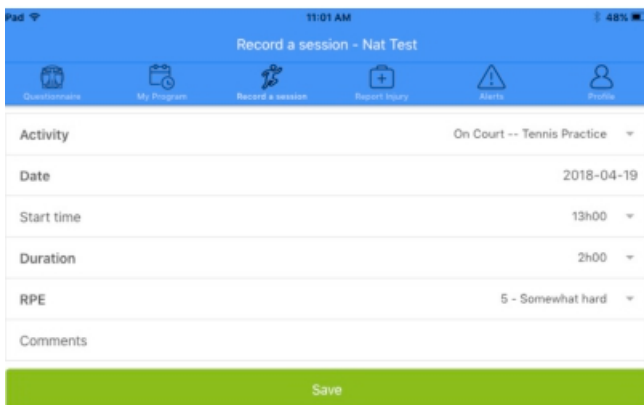 Pad 11:01 AM 48%
Record a session - Nat Test
Questionnaire My Program Record a session Report Injury Alerts Profile
Activity On Court -- Tennis Practice
Date 2018-04-19
Start time 13h00
Duration 2h00
RPE 5 - Somewhat hard
Comments
Save